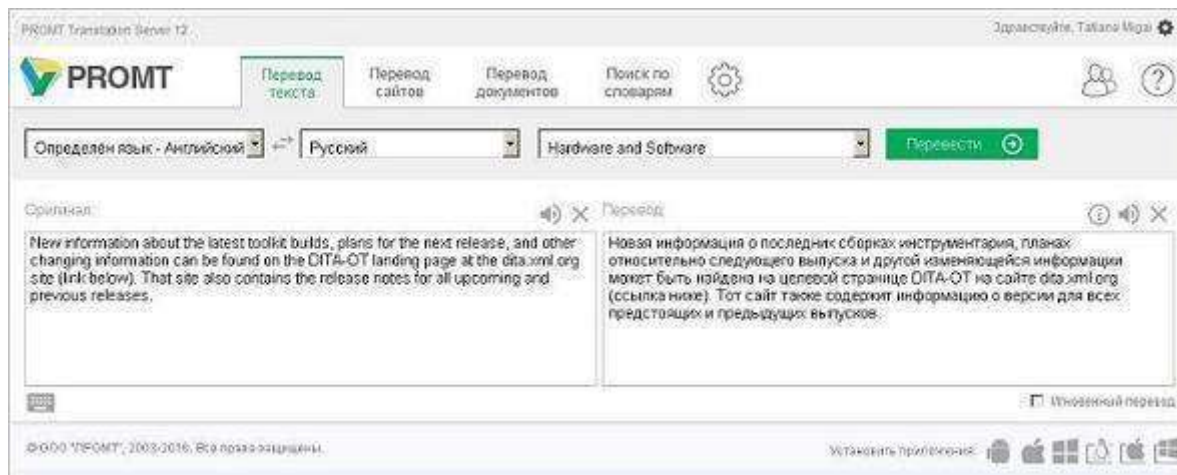 PROMT Translation Server 12
Здравствуйте, Tatiana Migai
PROMT
Перевод текста
Перевод сайтов
Перевод документов
Поиск по словарям
Определён язык - Английский
Русский
Hardware and Software
Перевести
Оригинал:
Перевод:
New information about the latest toolkit builds, plans for the next release, and other
changing information can be found on the DITA-OT landing page at the dita.xml.org
site (link below). That site also contains the release notes for all upcoming and
previous releases.
Новая информация о последних сборках инструментария, планах
относительно следующего выпуска и другой изменяющейся информации
может быть найдена на целевой странице DITA-OT на сайте dita.xml.org
(ссылка ниже). Тот сайт также содержит информацию о версии для всех
предстоящих и предыдущих выпусков.
Мгновенный перевод
© ООО "ПРОМТ", 2003-2016. Все права защищены.
Установить приложения: